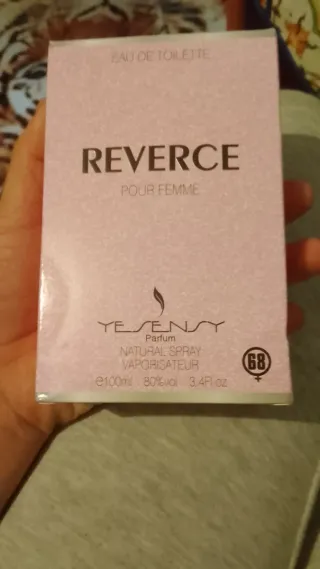 EAU DE TOILETTE
REVERCE
POUR FEMME
YESENSY
Parfum
NATURAL SPRAY
VAPORISATEUR
68
℮100ml 80%vol 3.4Fl oz